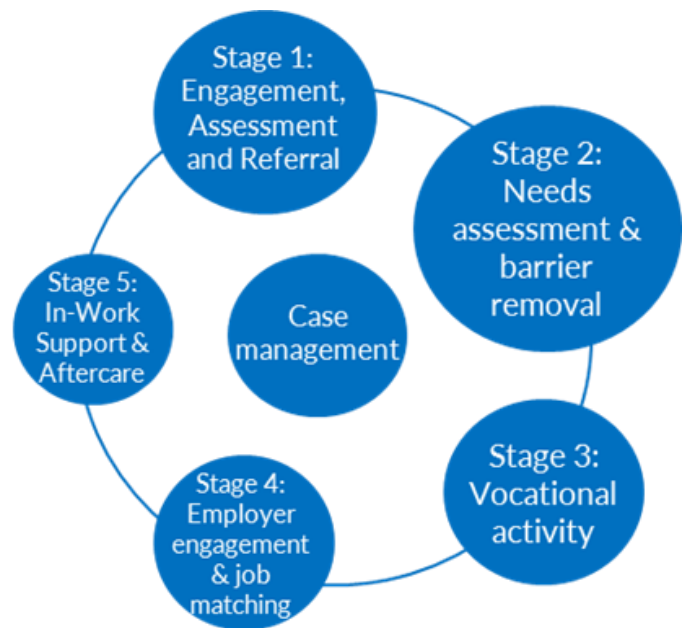 Stage 1:
Engagement,
Assessment
and Referral
Stage 2:
Needs
assessment &
barrier
removal
Stage 3:
Vocational
activity
Stage 4:
Employer
engagement
& job
matching
Stage 5:
In-Work
Support &
Aftercare
Case
management